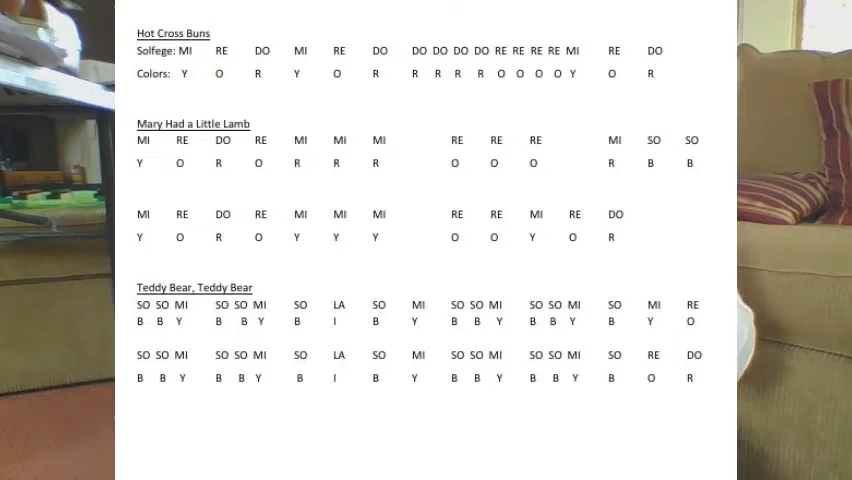 Hot Cross Buns
Solfege: MI RE DO MI RE DO DO DO DO DO RE RE RE RE MI RE DO
Colors: Y O R Y O R R R R R O O O O Y O R
Mary Had a Little Lamb
MI RE DO RE MI MI MI RE RE RE MI SO SO
Y O R O R R R O O O R B B
MI RE DO RE MI MI MI RE RE MI RE DO
Y O R O Y Y Y O O Y O R
Teddy Bear, Teddy Bear
SO SO MI SO SO MI SO LA SO MI SO SO MI SO SO MI SO MI RE
B B Y B B Y B I B Y B B Y B B Y B Y O
SO SO MI SO SO MI SO LA SO MI SO SO MI SO SO MI SO RE DO
B B Y B B Y B I B Y B B Y B B Y B O R